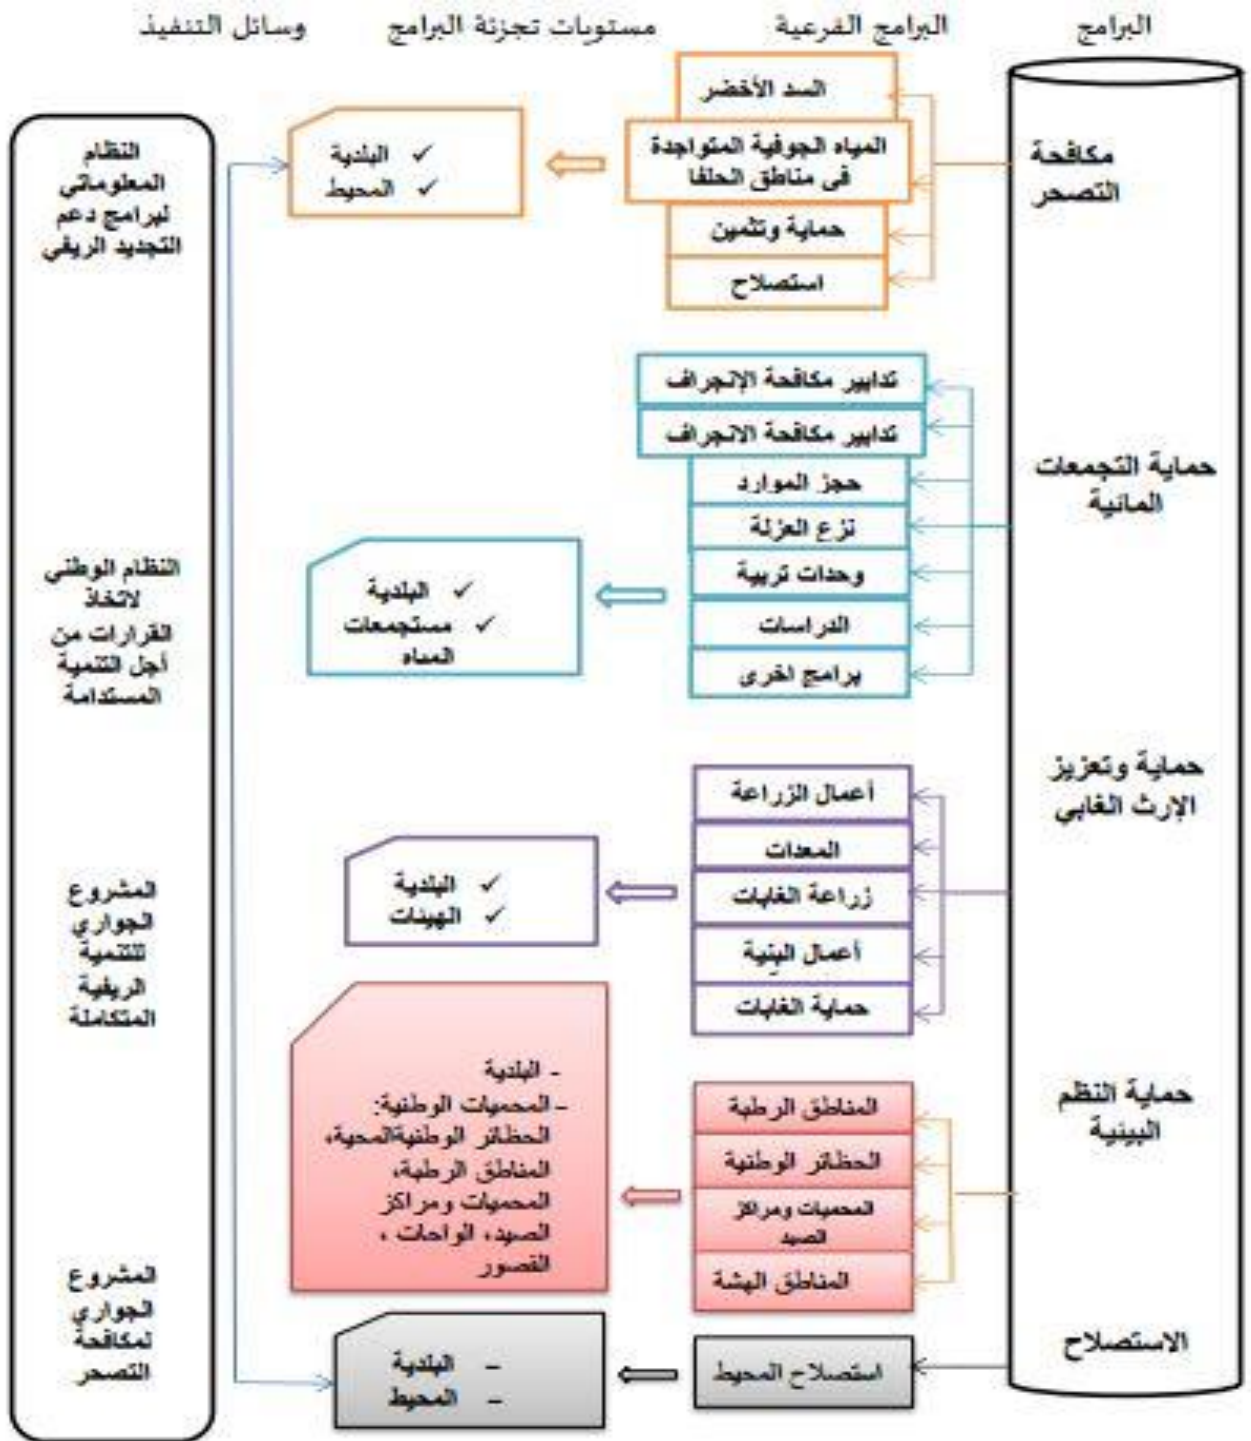 البرامج
البرامج الفرعية
مستويات تجزئة البرامج
وسائل التنفيذ
مكافحة
التصحر
حماية التجمعات
المائية
حماية وتعزيز
الإرث الغابي
حماية النظم
البيئية
الاستصلاح
السد الأخضر
المياه الجوفية المتواجدة
في مناطق الحلفا
حماية وتثمين
استصلاح
تدابير مكافحة الإنجراف
تدابير مكافحة الانجراف
حجز الموارد
نزع العزلة
وحدات تربية
الدراسات
برامج اخرى
أعمال الزراعة
المعدات
زراعة الغابات
أعمال البنية
حماية الغابات
المناطق الرطبة
الحظائر الوطنية
المحميات ومراكز
الصيد
المناطق الهشة
استصلاح المحيط
✓ البلدية
✓ المحيط
✓ البلدية
✓ مستجمعات
المياه
✓ البلدية
✓ الهيئات
- البلدية
- المحميات الوطنية:
الحظائر الوطنيةالمحية،
المناطق الرطبة،
المحميات ومراكز
الصيد، الواحات ،
القصور
– البلدية
– المحيط
النظام
المعلوماتي
لبرامج دعم
التجديد الريفي
النظام الوطني
لاتخاذ
القرارات من
أجل التنمية
المستدامة
المشروع
الجواري
للتنمية
الريفية
المتكاملة
المشروع
الجواري
لمكافحة
التصحر